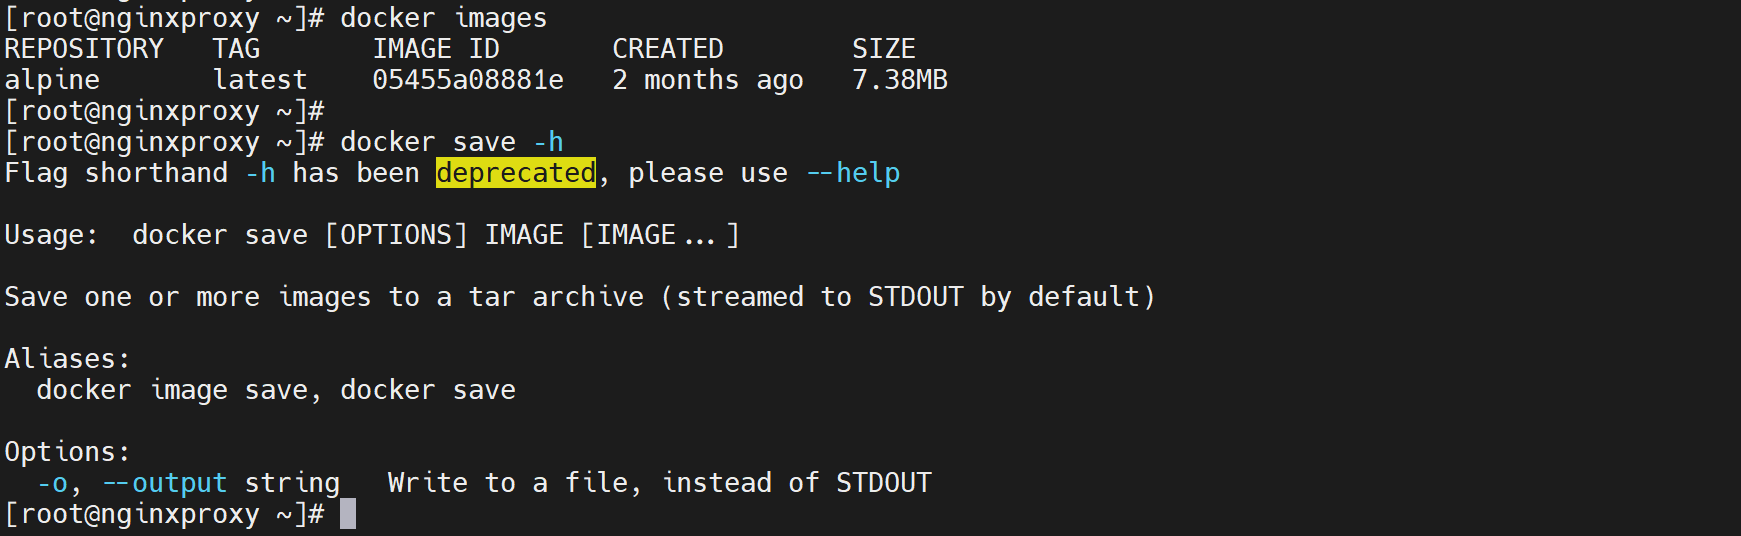 [root@nginxproxy ~]# docker images
REPOSITORY   TAG       IMAGE ID       CREATED        SIZE
alpine       latest    05455a08881e   2 months ago   7.38MB
[root@nginxproxy ~]#
[root@nginxproxy ~]# docker save -h
Flag shorthand -h has been deprecated, please use --help

Usage:  docker save [OPTIONS] IMAGE [IMAGE...]

Save one or more images to a tar archive (streamed to STDOUT by default)

Aliases:
  docker image save, docker save

Options:
  -o, --output string   Write to a file, instead of STDOUT
[root@nginxproxy ~]#